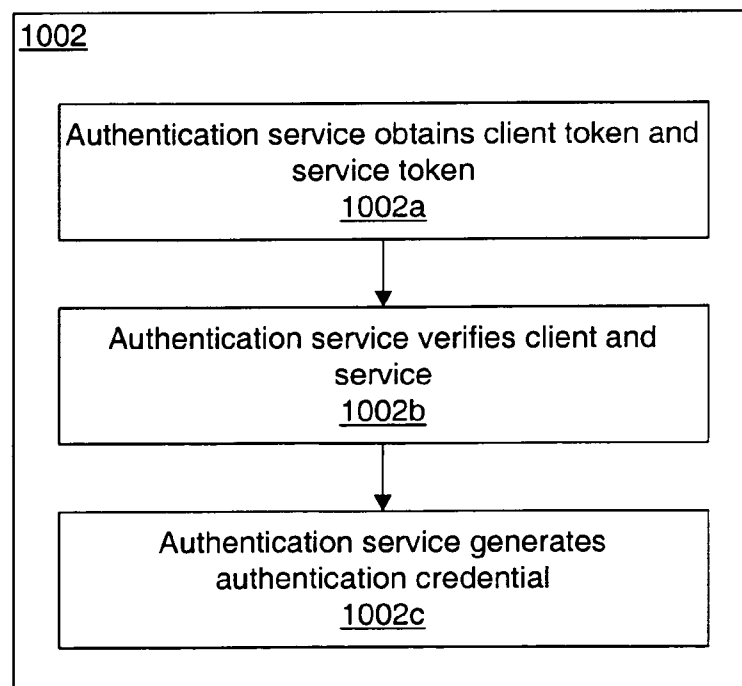 1002
Authentication service obtains client token and
service token
1002a
Authentication service verifies client and
service
1002b
Authentication service generates
authentication credential
1002c